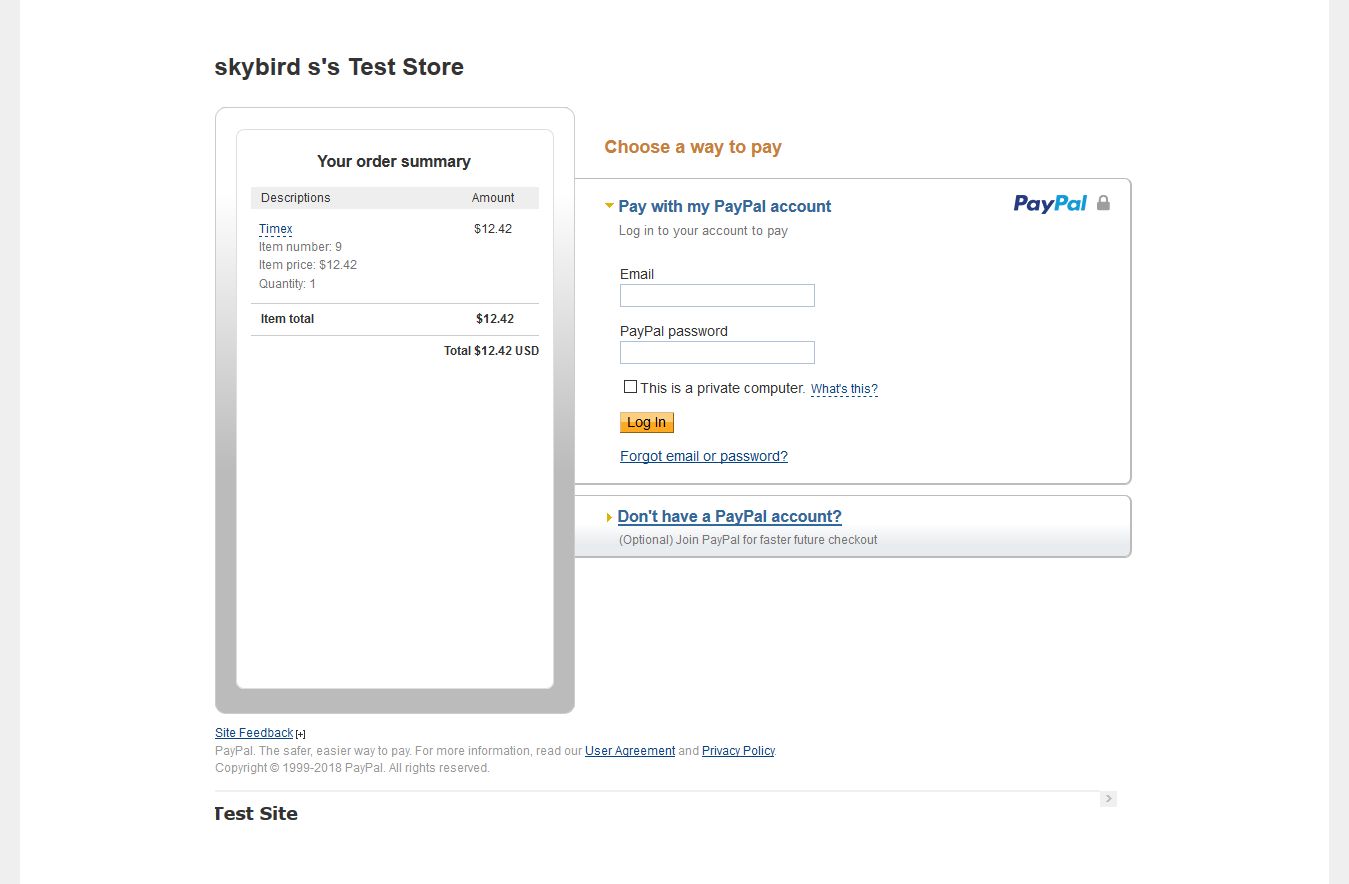 skybird s's Test Store
Your order summary
Descriptions Amount
Timex $12.42
Item number: 9
Item price: $12.42
Quantity: 1
Item total $12.42
Total $12.42 USD
Choose a way to pay
Pay with my PayPal account PayPal
Log in to your account to pay
Email
PayPal password
This is a private computer. What's this?
Log In
Forgot email or password?
Don't have a PayPal account?
(Optional) Join PayPal for faster future checkout
Site Feedback [+]
PayPal. The safer, easier way to pay. For more information, read our User Agreement and Privacy Policy.
Copyright © 1999-2018 PayPal. All rights reserved.
Test Site